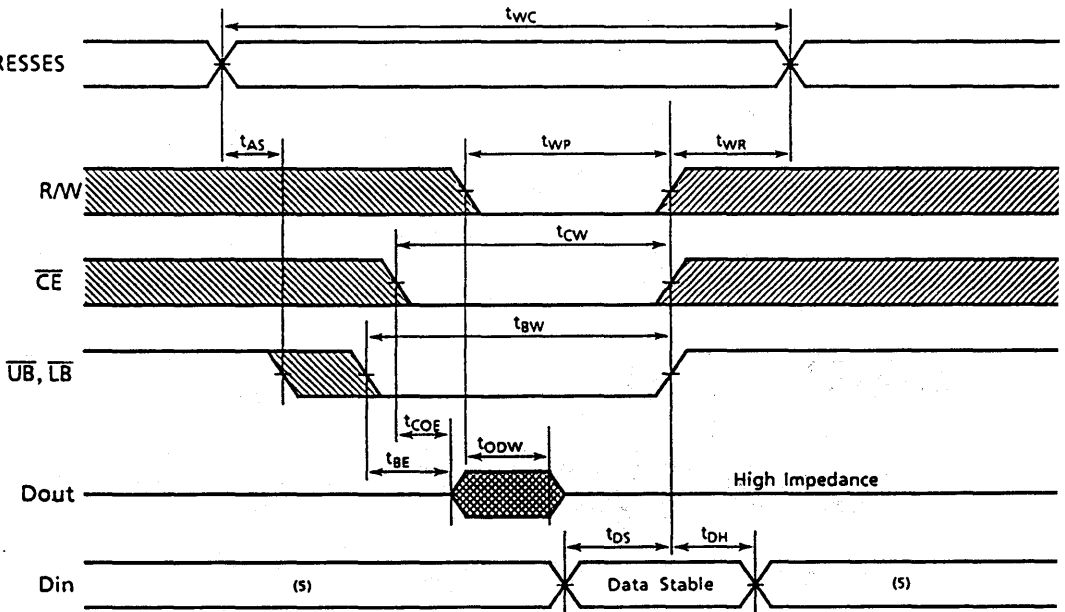 tWC
RESSES
tAS
tWP
tWR
R/W
tCW
CE
tBW
UB, LB
tCOE
tODW
tBE
Dout
High Impedance
tDS
tDH
Din
(5)
Data Stable
(5)